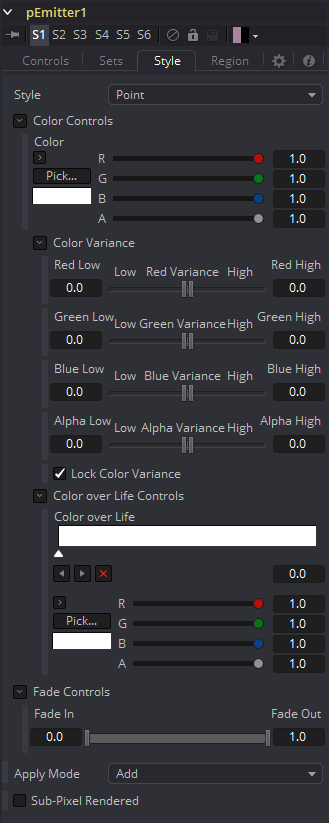 pEmitter1
S1 S2 S3 S4 S5 S6
Controls Sets Style Region
Style Point
Color Controls
Color
R 1.0
Pick... G 1.0
B 1.0
A 1.0
Color Variance
Red Low Low Red Variance High Red High
0.0 0.0
Green Low Low Green Variance High Green High
0.0 0.0
Blue Low Low Blue Variance High Blue High
0.0 0.0
Alpha Low Low Alpha Variance High Alpha High
0.0 0.0
Lock Color Variance
Color over Life Controls
Color over Life
0.0
R 1.0
Pick... G 1.0
B 1.0
A 1.0
Fade Controls
Fade In Fade Out
0.0 1.0
Apply Mode Add
Sub-Pixel Rendered